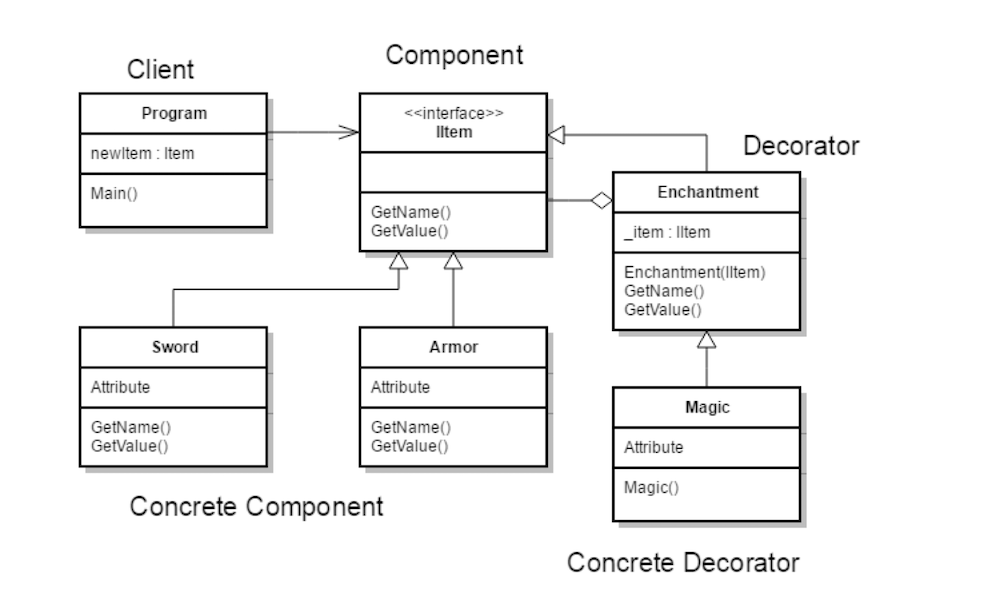 Client
Component
Program
newItem : Item
Main()
<<interface>>
IItem
GetName()
GetValue()
Decorator
Enchantment
_item : IItem
Enchantment(IItem)
GetName()
GetValue()
Sword
Attribute
GetName()
GetValue()
Armor
Attribute
GetName()
GetValue()
Magic
Attribute
Magic()
Concrete Component
Concrete Decorator